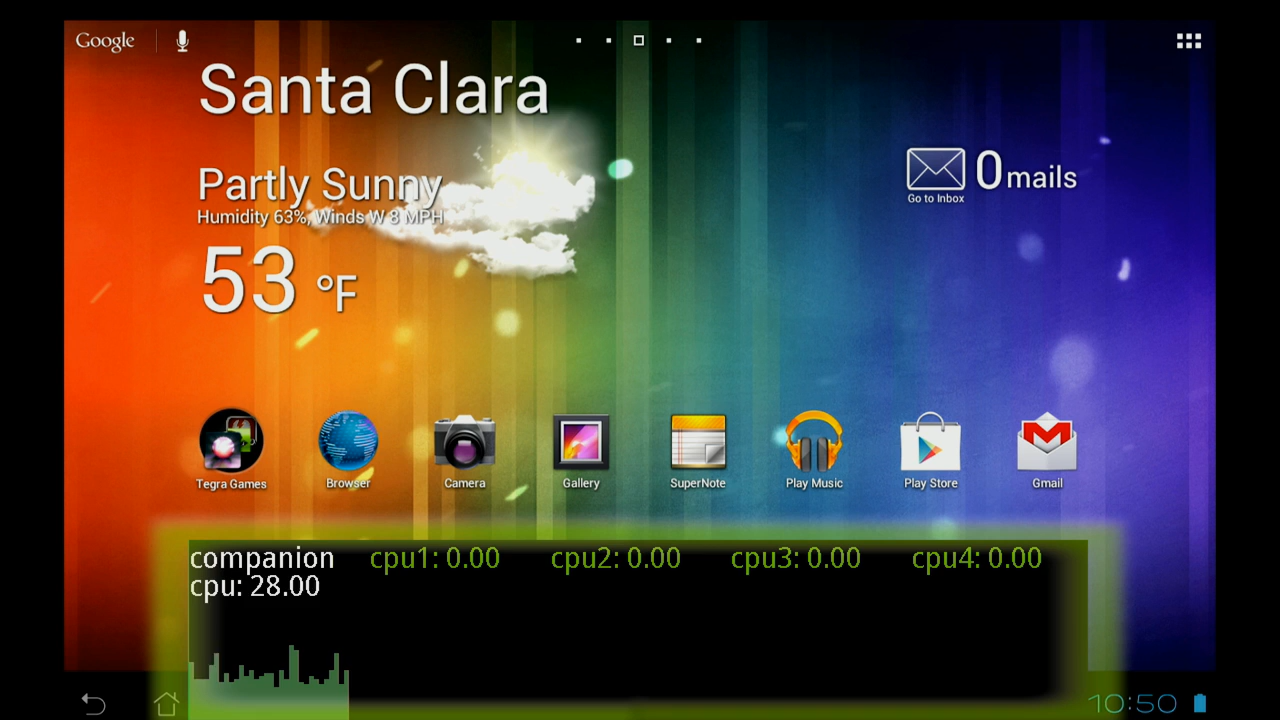 Google
Santa Clara
Partly Sunny
Humidity 63%, Winds W 8 MPH
53 °F
0 mails
Go to Inbox
Tegra Games
Browser
Camera
Gallery
SuperNote
Play Music
Play Store
Gmail
companion cpu1: 0.00 cpu2: 0.00 cpu3: 0.00 cpu4: 0.00
cpu: 28.00
10:50